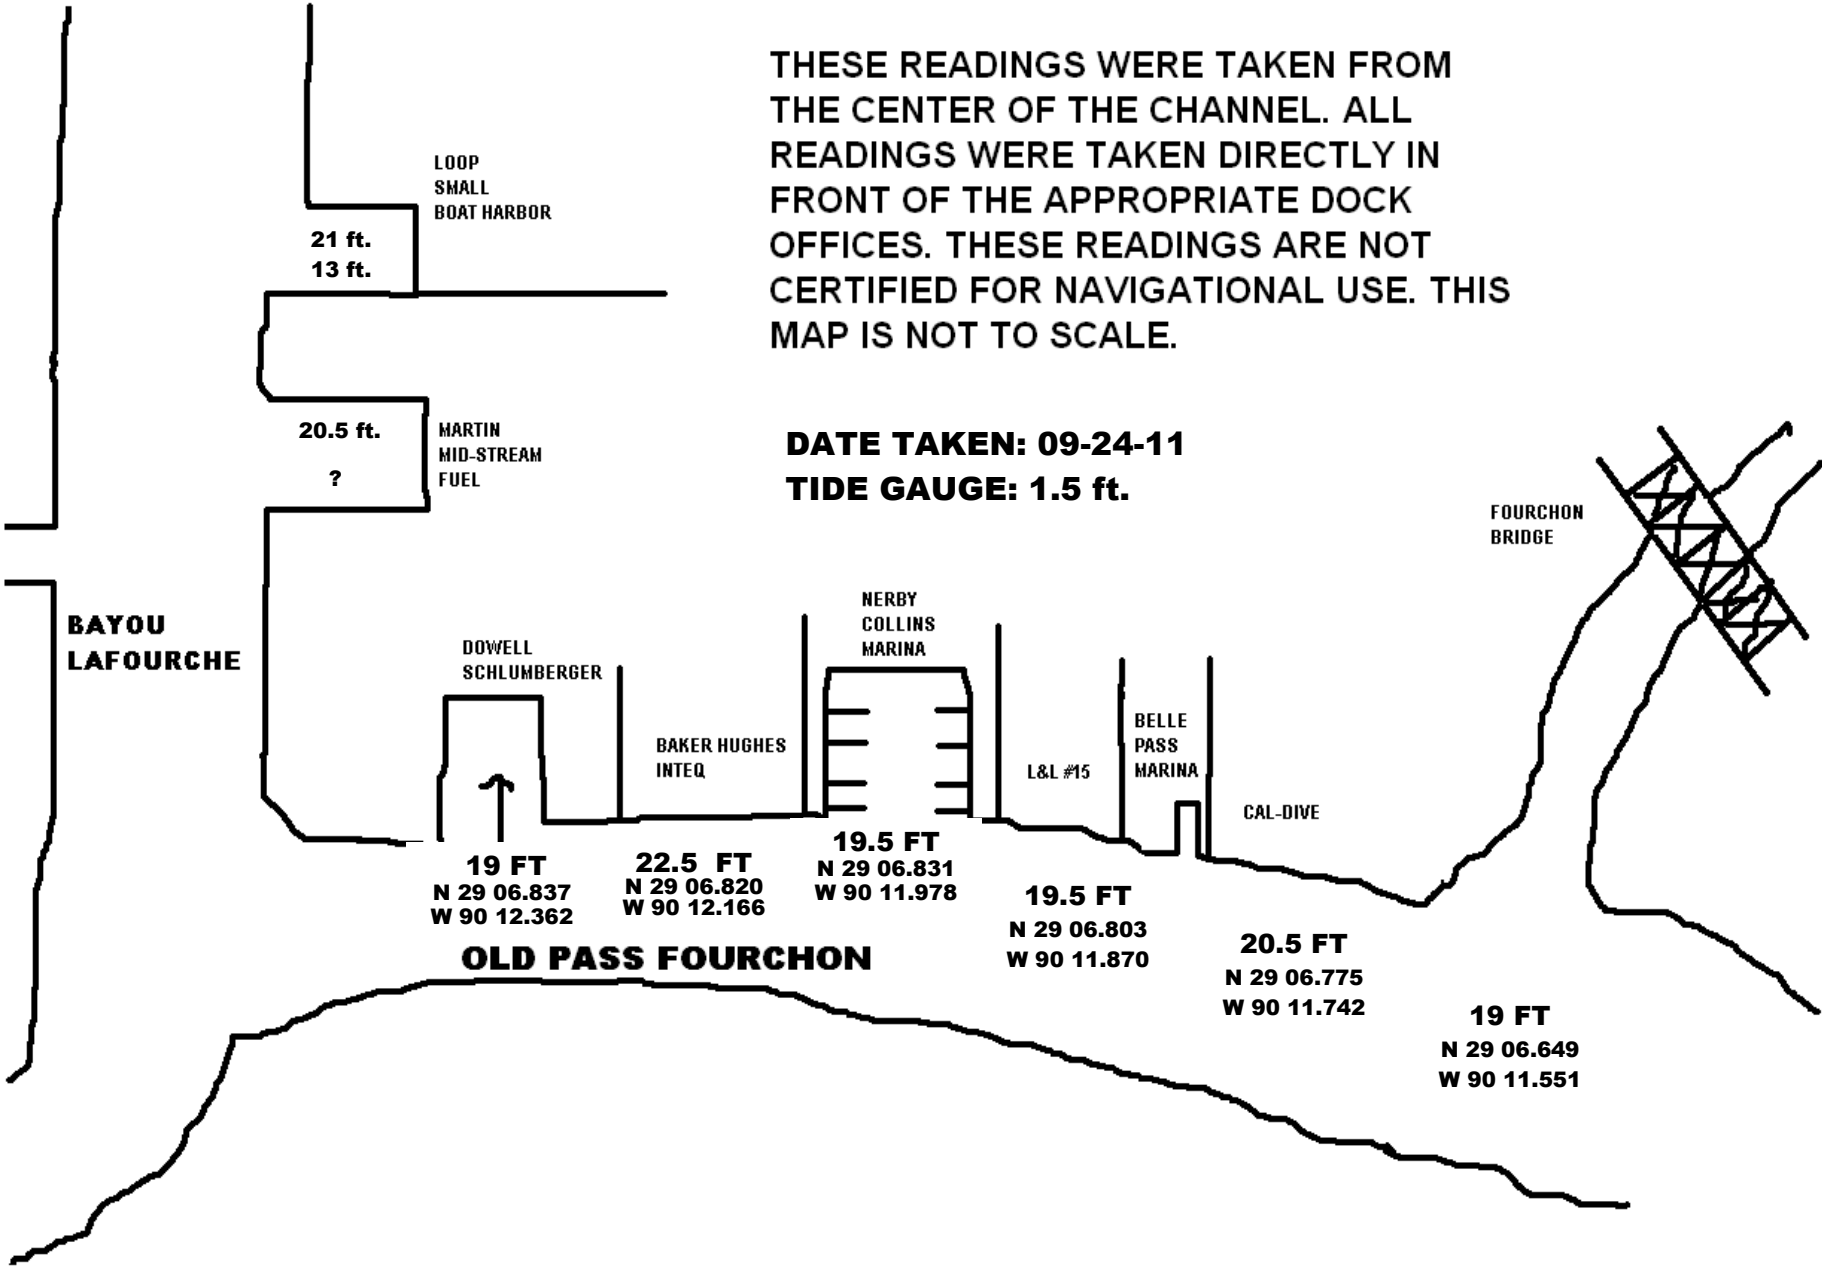 THESE READINGS WERE TAKEN FROM
THE CENTER OF THE CHANNEL. ALL
READINGS WERE TAKEN DIRECTLY IN
FRONT OF THE APPROPRIATE DOCK
OFFICES. THESE READINGS ARE NOT
CERTIFIED FOR NAVIGATIONAL USE. THIS
MAP IS NOT TO SCALE.
LOOP
SMALL
BOAT HARBOR
21 ft.
13 ft.
20.5 ft.
?
MARTIN
MID-STREAM
FUEL
DATE TAKEN: 09-24-11
TIDE GAUGE: 1.5 ft.
FOURCHON
BRIDGE
BAYOU
LAFOURCHE
DOWELL
SCHLUMBERGER
BAKER HUGHES
INTEQ
NERBY
COLLINS
MARINA
L&L #15
BELLE
PASS
MARINA
CAL-DIVE
19 FT
N 29 06.837
W 90 12.362
22.5 FT
N 29 06.820
W 90 12.166
19.5 FT
N 29 06.831
W 90 11.978
19.5 FT
N 29 06.803
W 90 11.870
20.5 FT
N 29 06.775
W 90 11.742
19 FT
N 29 06.649
W 90 11.551
OLD PASS FOURCHON